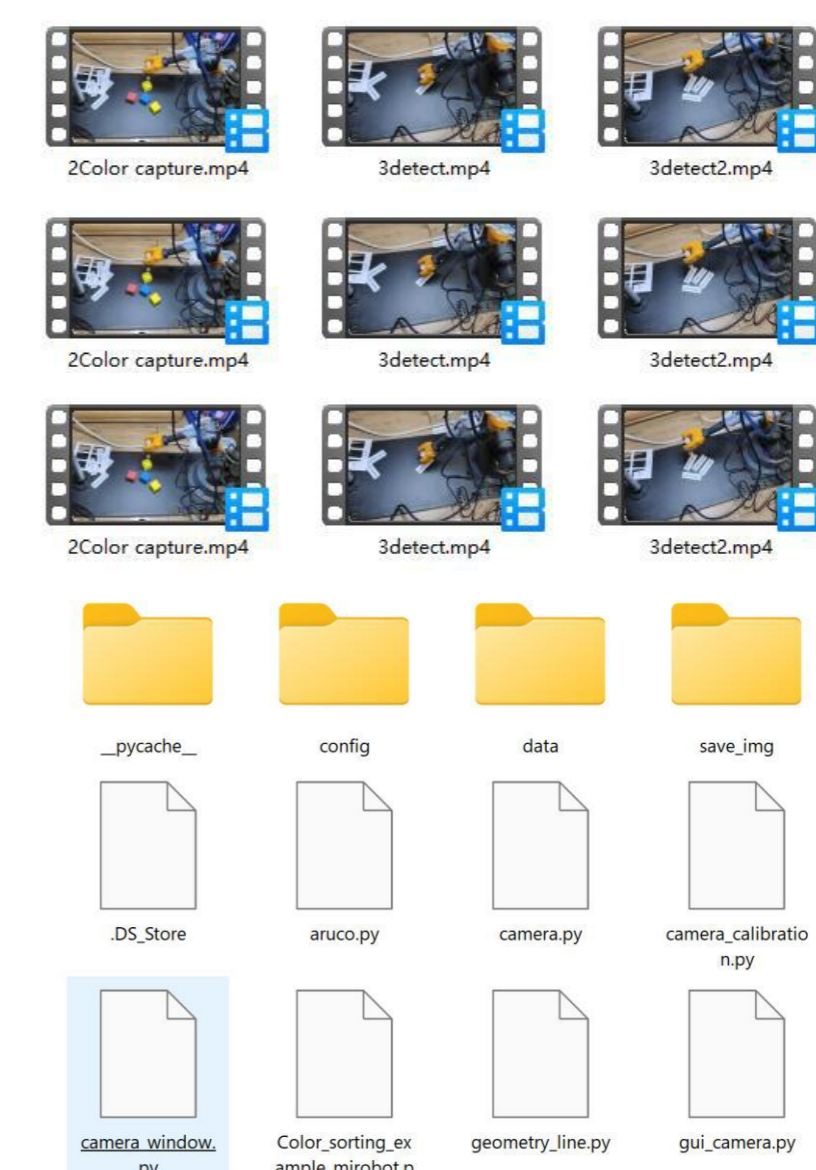 2Color capture.mp4 3detect.mp4 3detect2.mp4
2Color capture.mp4 3detect.mp4 3detect2.mp4
2Color capture.mp4 3detect.mp4 3detect2.mp4
__pycache__ config data save_img
.DS_Store aruco.py camera.py camera_calibratio
n.py
camera_window. Color_sorting_ex geometry_line.py gui_camera.py
py ample_mirobot.p